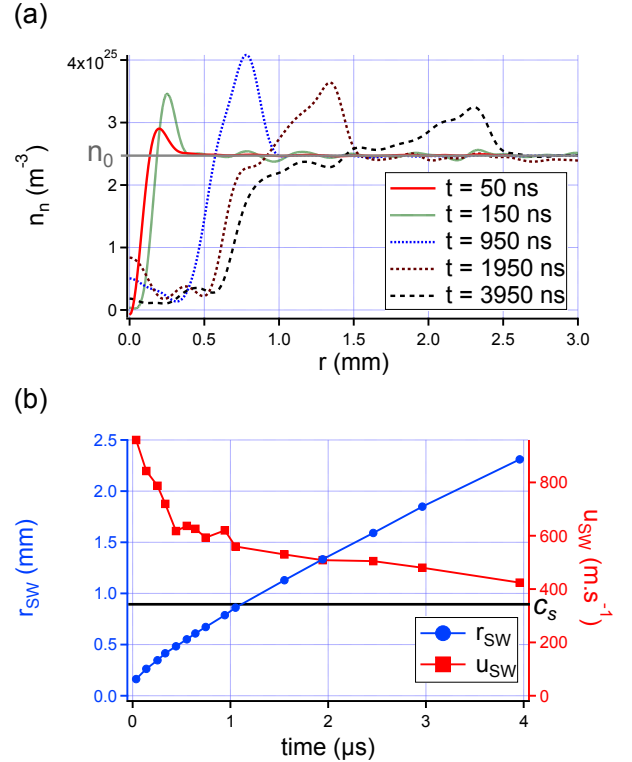 (a)
4x10²⁵
3
2
1
0
n₀
nₙ (m⁻³)
t = 50 ns
t = 150 ns
t = 950 ns
t = 1950 ns
t = 3950 ns
0.0 0.5 1.0 1.5 2.0 2.5 3.0
r (mm)
(b)
2.5
2.0
1.5
1.0
0.5
0.0
r_SW (mm)
800
600
400
200
0
u_SW (m.s⁻¹)
c_s
r_SW
u_SW
0 1 2 3 4
time (µs)